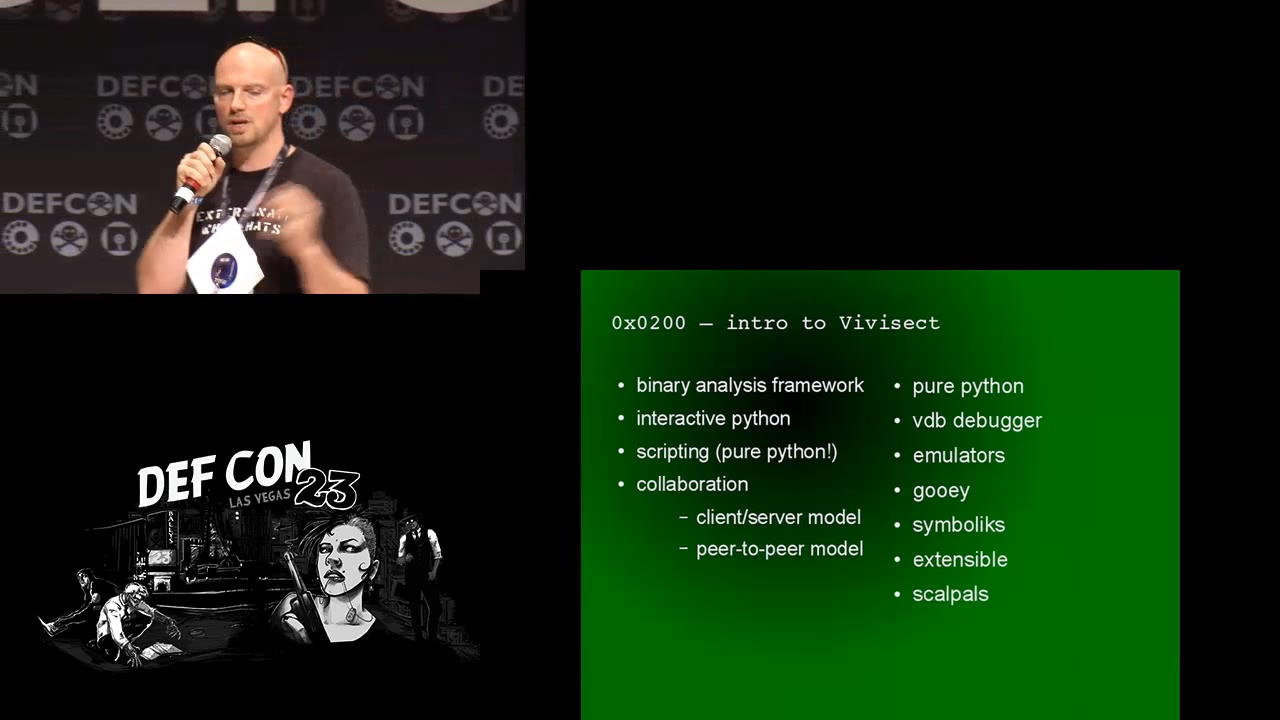 DEFCON
DEFCON
DEFCON
DEFCON
0x0200 – intro to Vivisect
• binary analysis framework
• interactive python
• scripting (pure python!)
• collaboration
– client/server model
– peer-to-peer model
• pure python
• vdb debugger
• emulators
• gooey
• symboliks
• extensible
• scalpals
DEF CON 23
LAS VEGAS
BALLYS